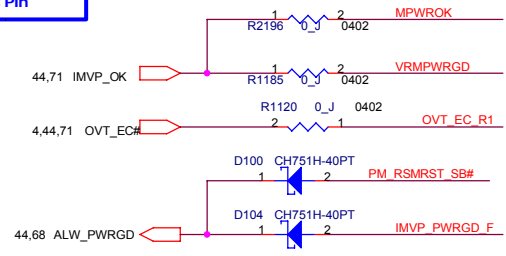 Pin
1 2 MPWROK
R2196 0_J 0402
44,71 IMVP_OK 1 2 VRMPWRGD
R1185 0_J 0402
R1120 0_J 0402
4,44,71 OVT_EC# 2 1 OVT_EC_R1
D100 CH751H-40PT
1 2 PM_RSMRST_SB#
D104 CH751H-40PT
44,68 ALW_PWRGD 1 2 IMVP_PWRGD_F